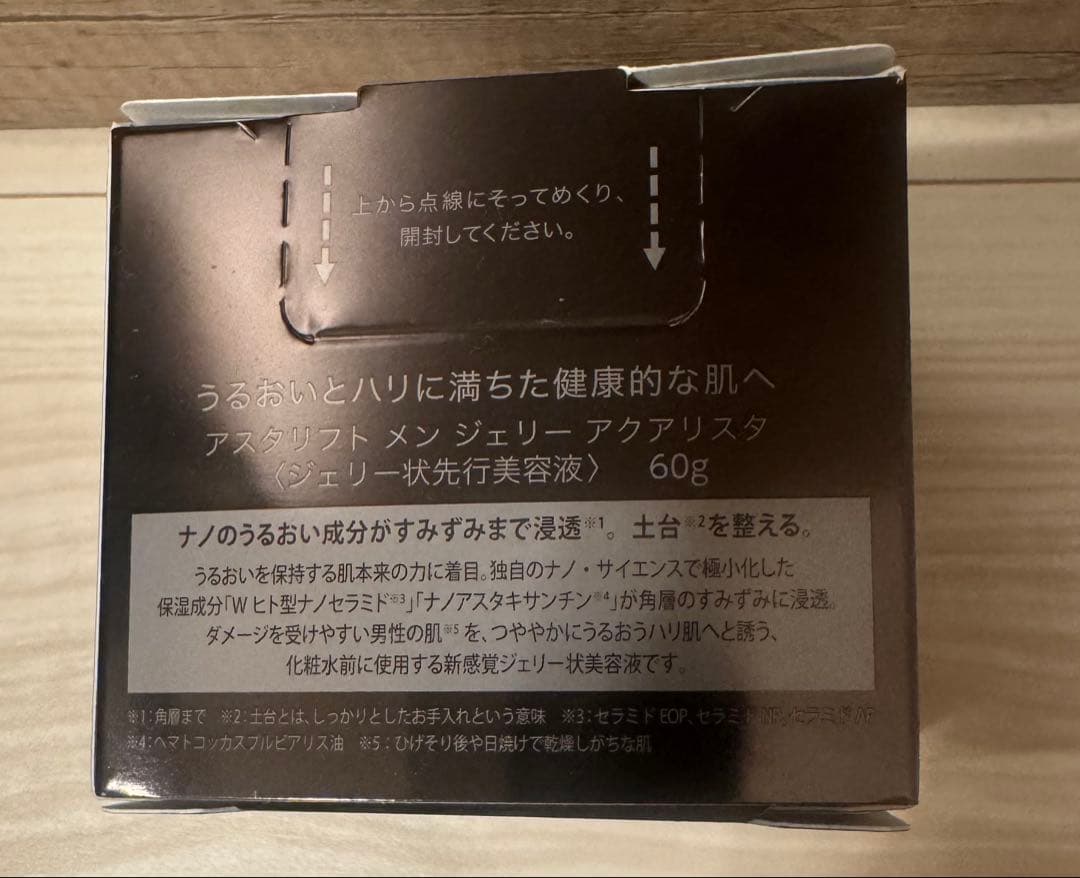 上から点線にそってめくり、
開封してください。
うるおいとハリに満ちた健康的な肌へ
アスタリフト メン ジェリー アクアリスタ
〈ジェリー状先行美容液〉 60g
ナノのうるおい成分がすみずみまで浸透※1。土台※2を整える。
うるおいを保持する肌本来の力に着目。独自のナノ・サイエンスで極小化した
保湿成分「W ヒト型ナノセラミド※3」「ナノアスタキサンチン※4」が角層のすみずみに浸透。
ダメージを受けやすい男性の肌※5を、つややかにうるおうハリ肌へと誘う、
化粧水前に使用する新感覚ジェリー状美容液です。
※1：角層まで ※2：土台とは、しっかりとしたお手入れという意味 ※3：セラミドEOP、セラミドNP、セラミドAP
※4：ヘマトコッカスプルビアリス油 ※5：ひげそり後や日焼けで乾燥しがちな肌